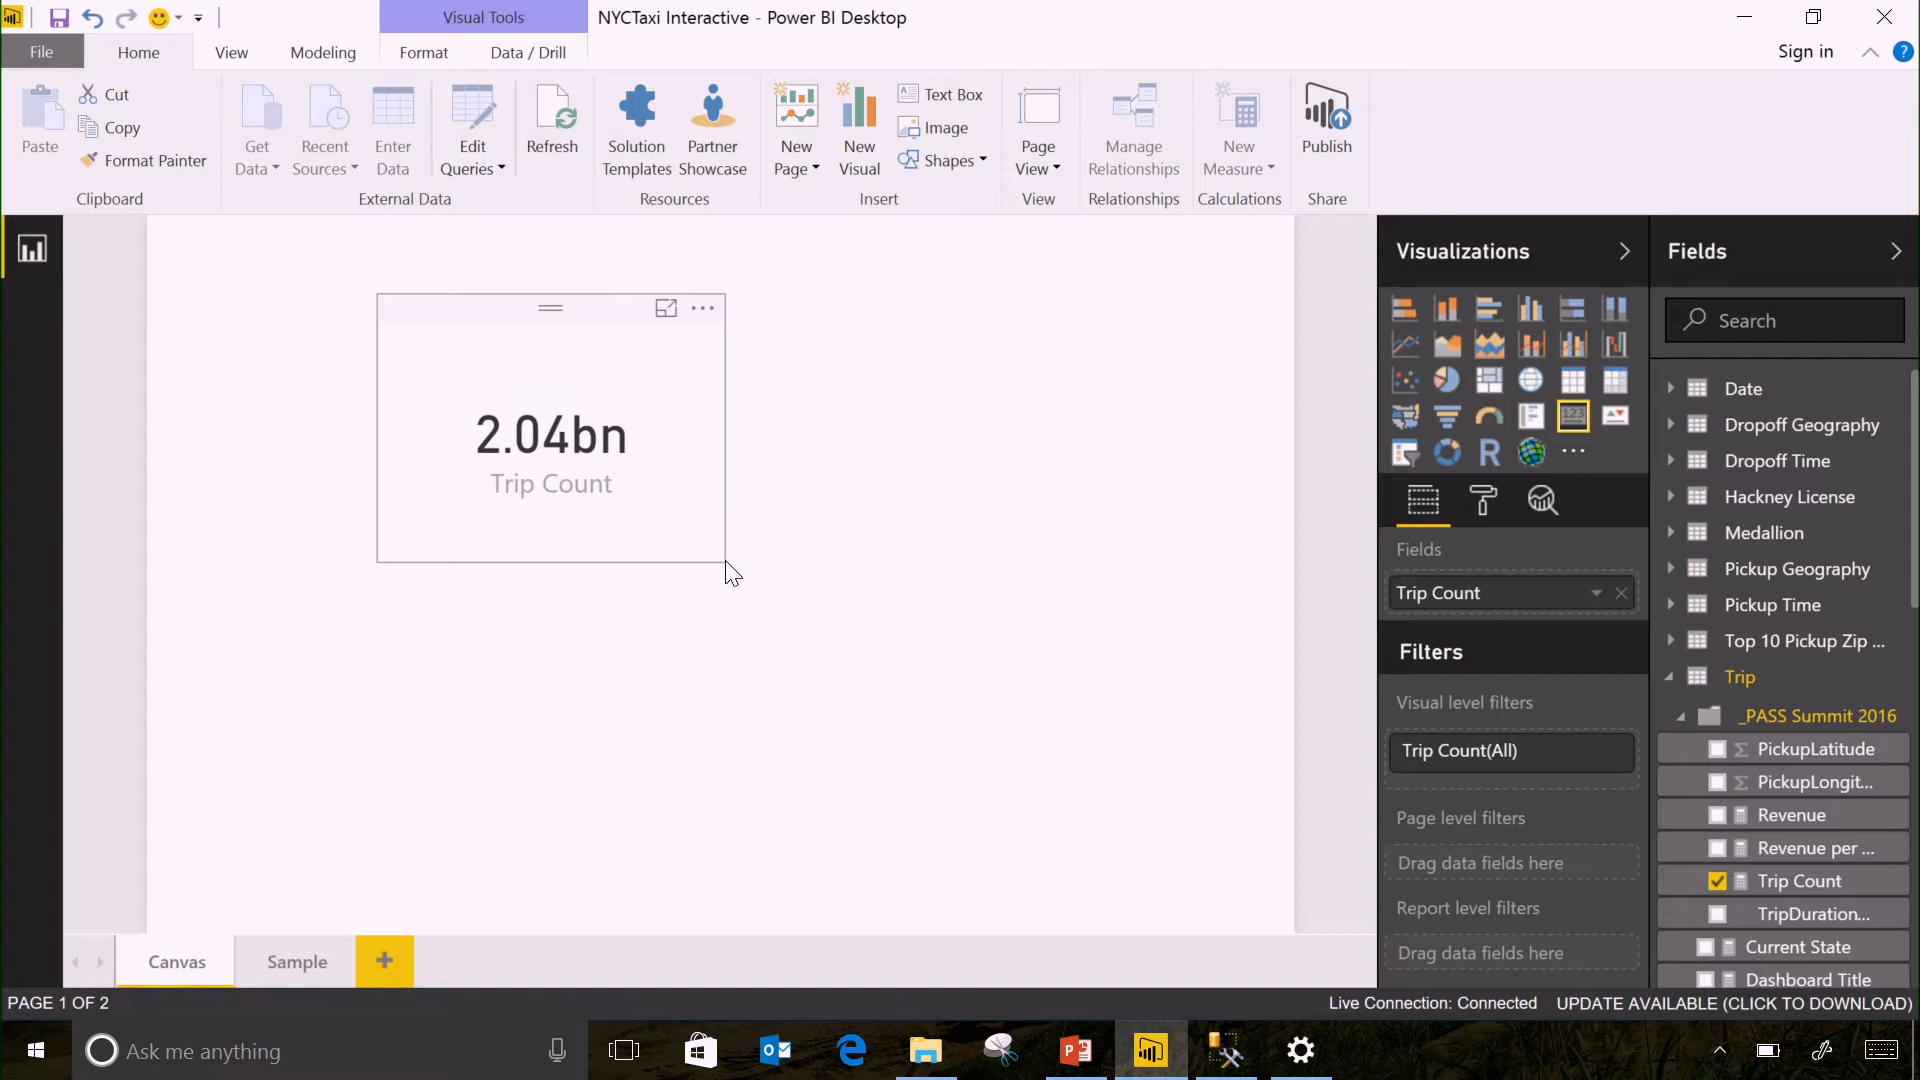 Visual Tools
NYCTaxi Interactive - Power BI Desktop
File
Home
View
Modeling
Format
Data / Drill
Sign in
?
Paste
Cut
Copy
Format Painter
Clipboard
Get Data
Recent Sources
Enter Data
Edit Queries
Refresh
External Data
Solution Templates
Partner Showcase
Resources
New Page
New Visual
Text Box
Image
Shapes
Insert
Page View
View
Manage Relationships
Relationships
New Measure
Calculations
Publish
Share
2.04bn
Trip Count
Visualizations
123
R
Fields
Trip Count
Filters
Visual level filters
Trip Count(All)
Page level filters
Drag data fields here
Report level filters
Drag data fields here
Fields
Search
Date
Dropoff Geography
Dropoff Time
Hackney License
Medallion
Pickup Geography
Pickup Time
Top 10 Pickup Zip ...
Trip
_PASS Summit 2016
PickupLatitude
PickupLongit...
Revenue
Revenue per ...
Trip Count
TripDuration...
Current State
Dashboard Title
Canvas
Sample
+
PAGE 1 OF 2
Live Connection: Connected
UPDATE AVAILABLE (CLICK TO DOWNLOAD)
Ask me anything